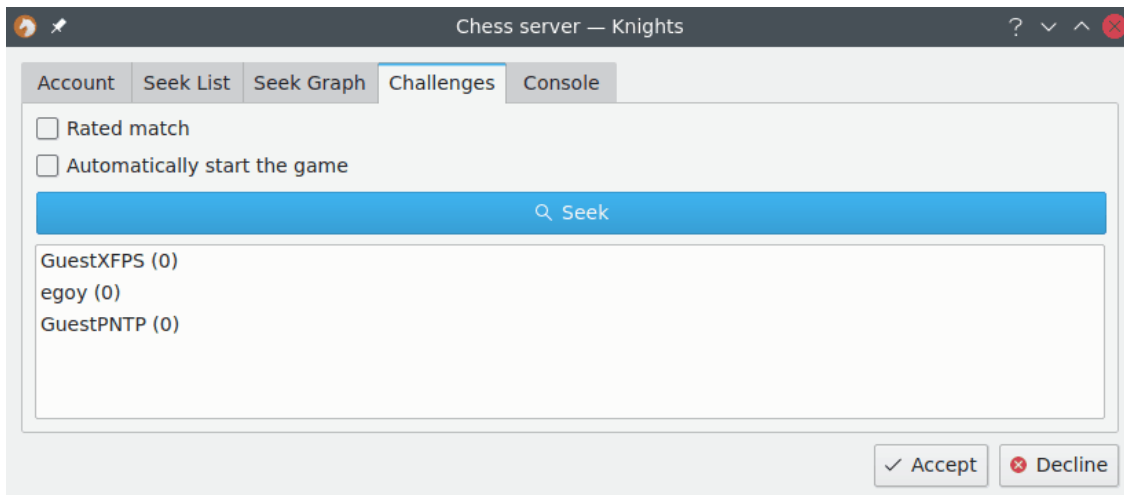 Chess server — Knights
Account Seek List Seek Graph Challenges Console
Rated match
Automatically start the game
Seek
GuestXFPS (0)
egoy (0)
GuestPNTP (0)
Accept Decline